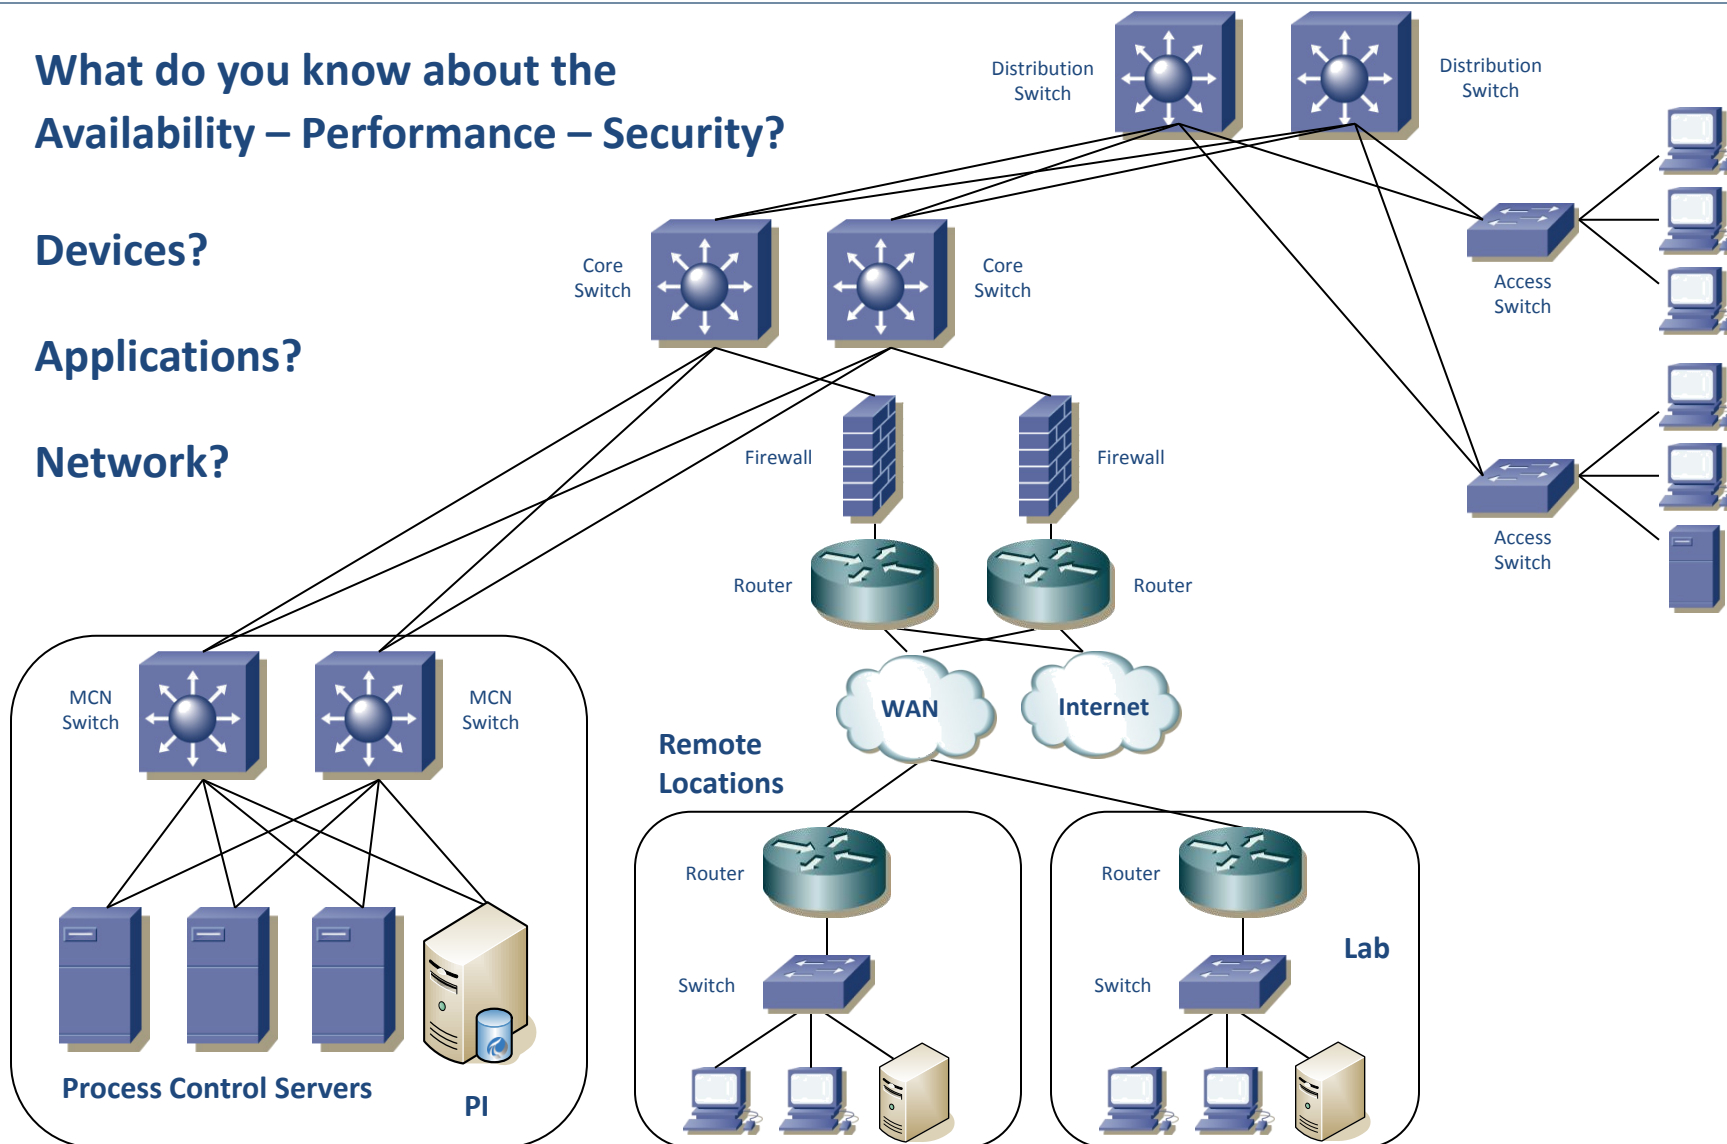 What do you know about the
Availability – Performance – Security?
Devices?
Applications?
Network?
Distribution
Switch
Distribution
Switch
Core
Switch
Core
Switch
Access
Switch
Firewall
Firewall
Access
Switch
Router
Router
MCN
Switch
MCN
Switch
WAN
Internet
Remote
Locations
Router
Router
Lab
Switch
Switch
Process Control Servers
PI